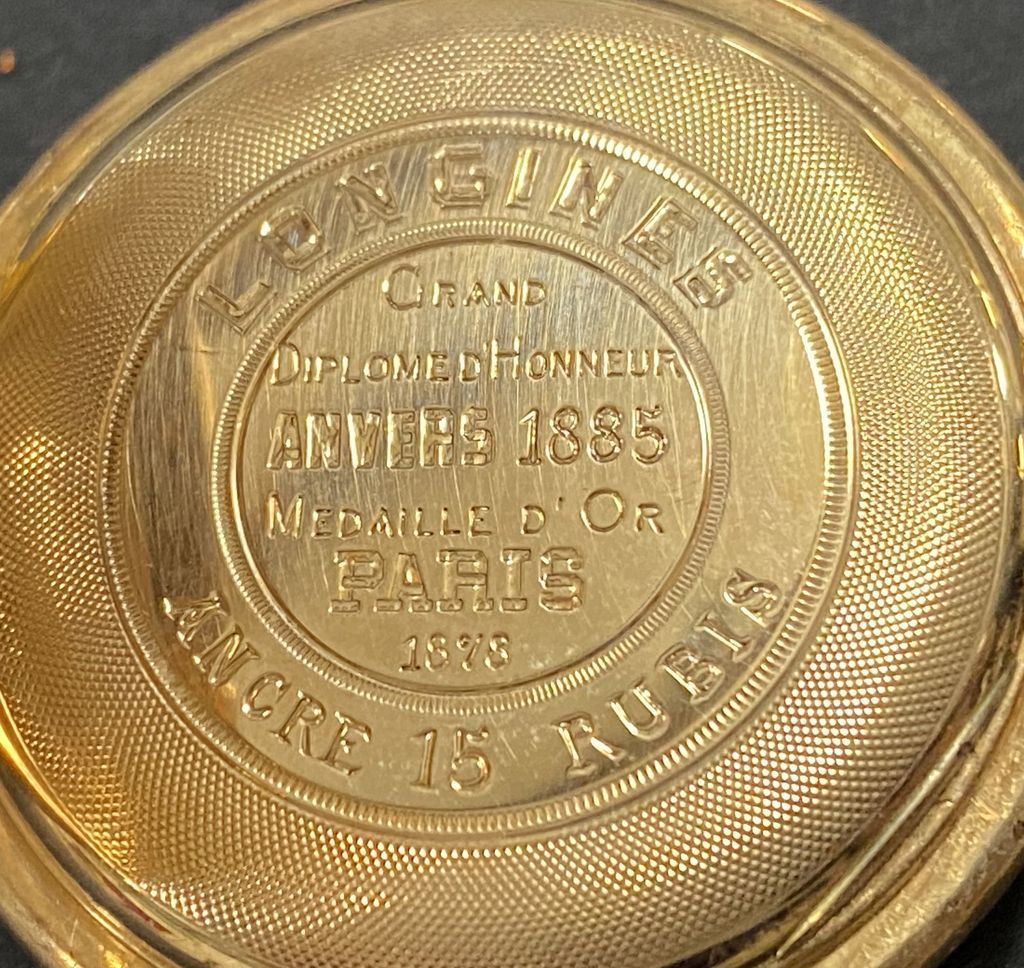 LONGINES
GRAND
DIPLOME D'HONNEUR
ANVERS 1885
MEDAILLE D'OR
PARIS
1878
ANCRE 15 RUBIS